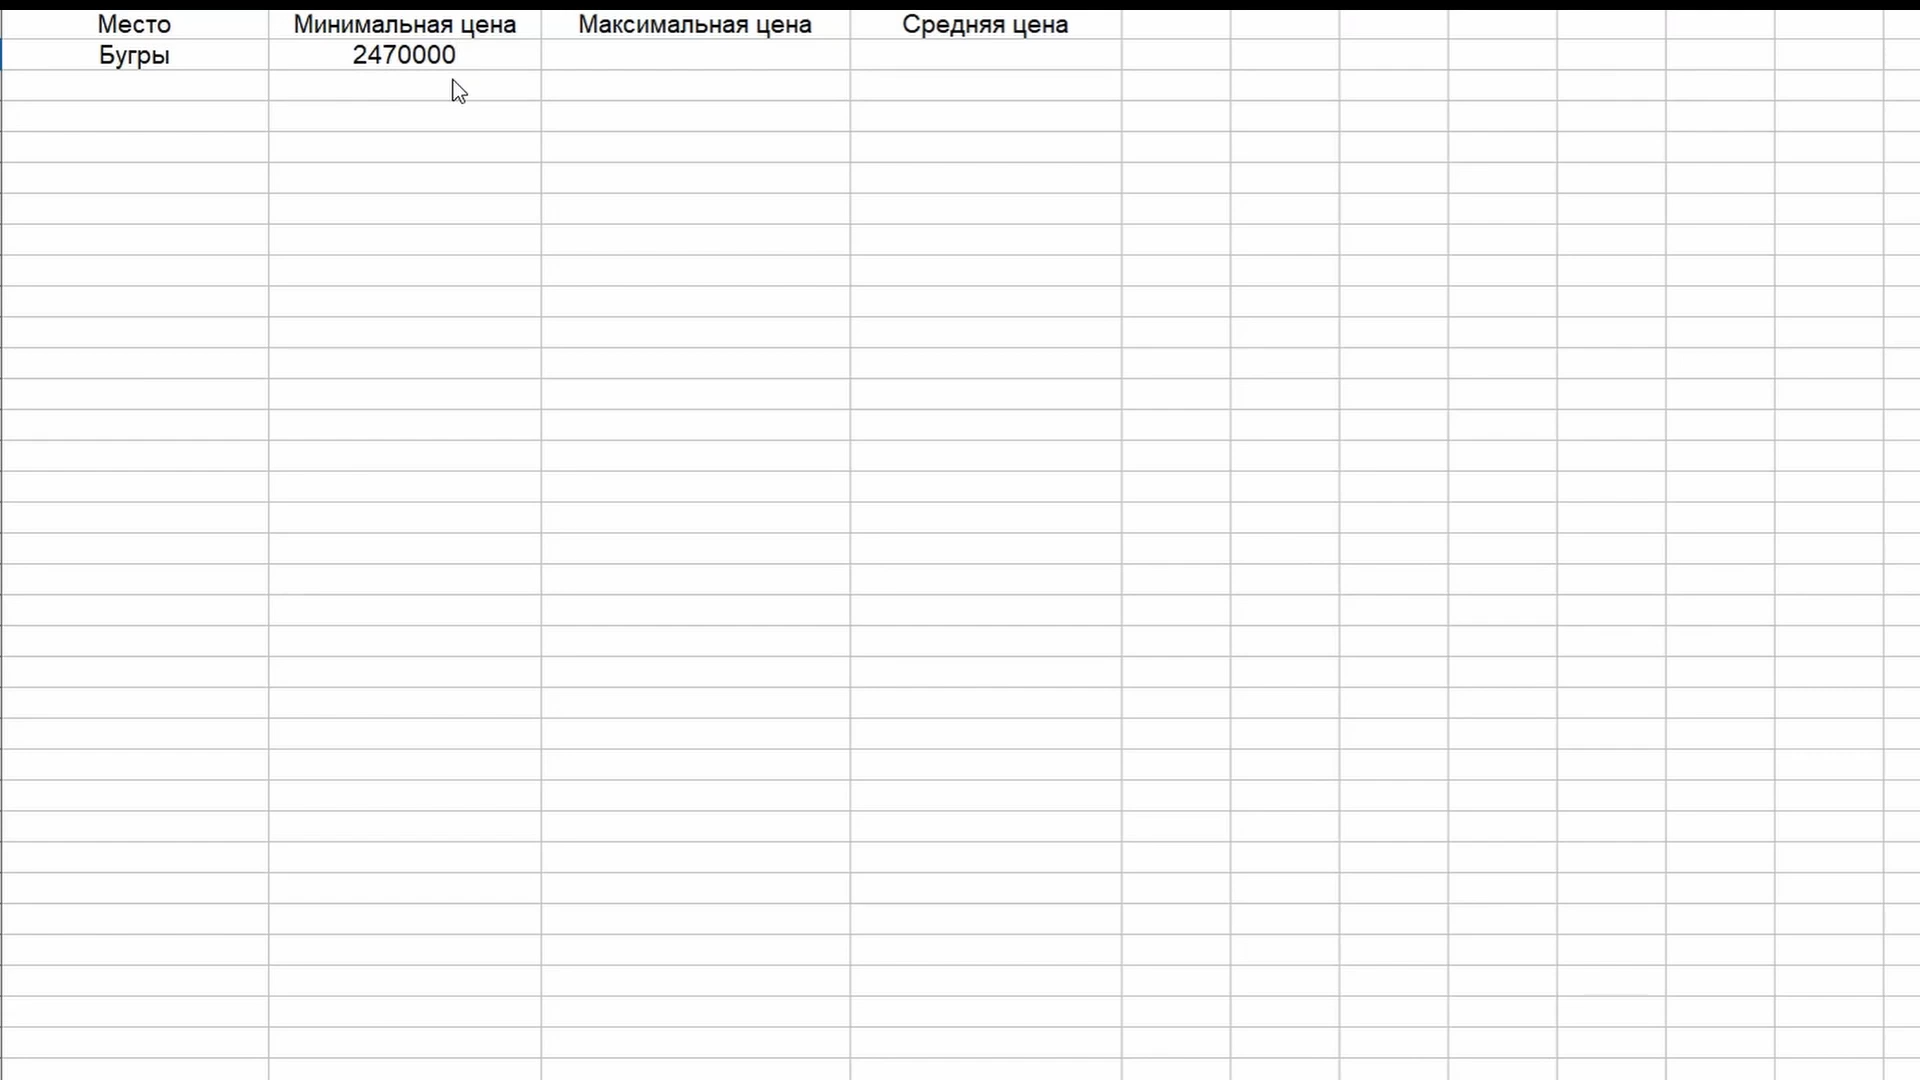 Место Минимальная цена Максимальная цена Средняя цена
Бугры 2470000